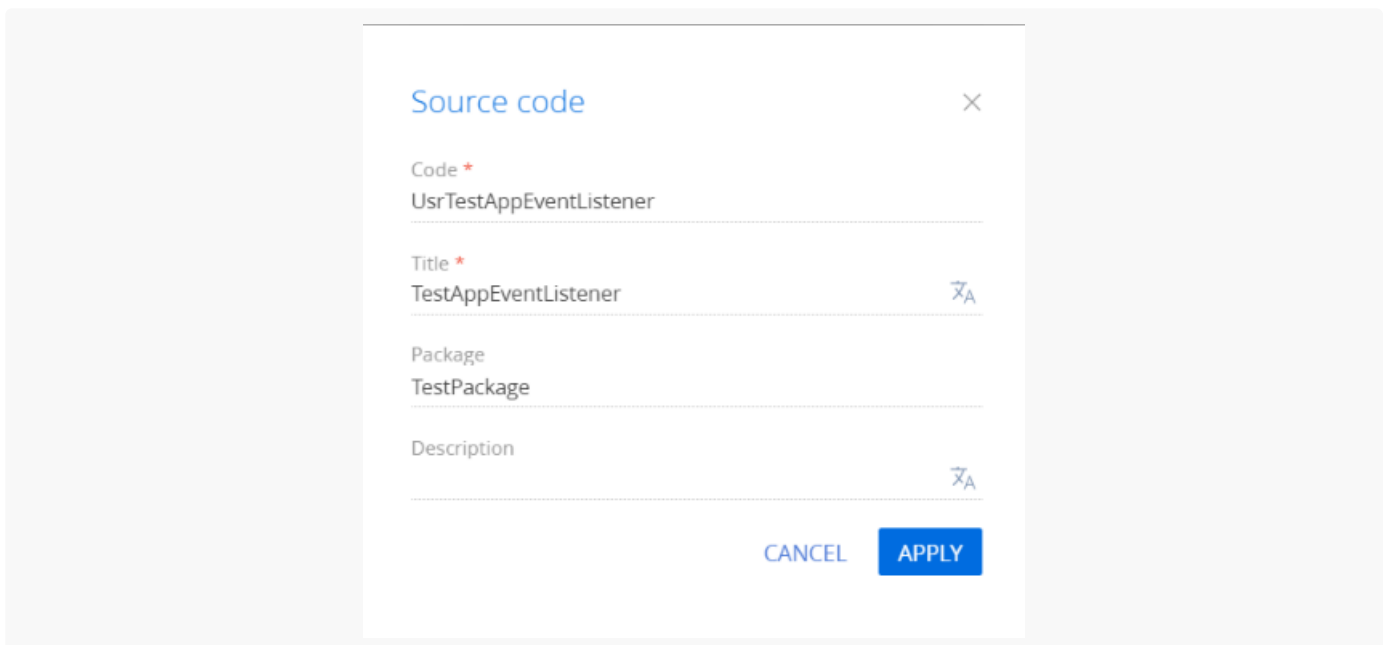 Source code
Code *
UsrTestAppEventListener
Title *
TestAppEventListener
Package
TestPackage
Description
CANCEL APPLY